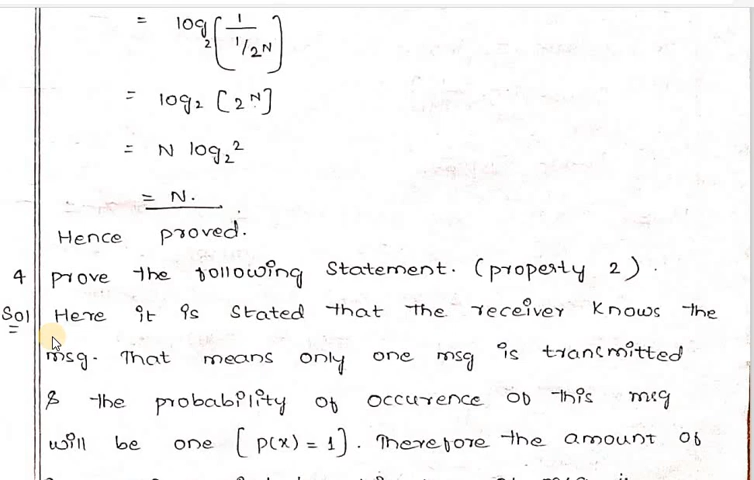 = log₂(1 / 1/2N)
= log₂ [2ᴺ]
= N log₂²
= N.
Hence proved.
4 prove the following statement. (property 2).
Sol Here it is stated that the receiver knows the
= msg. That means only one msg is transmitted
& the probability of occurence of this msg
will be one [P(x) = 1]. Therefore the amount of